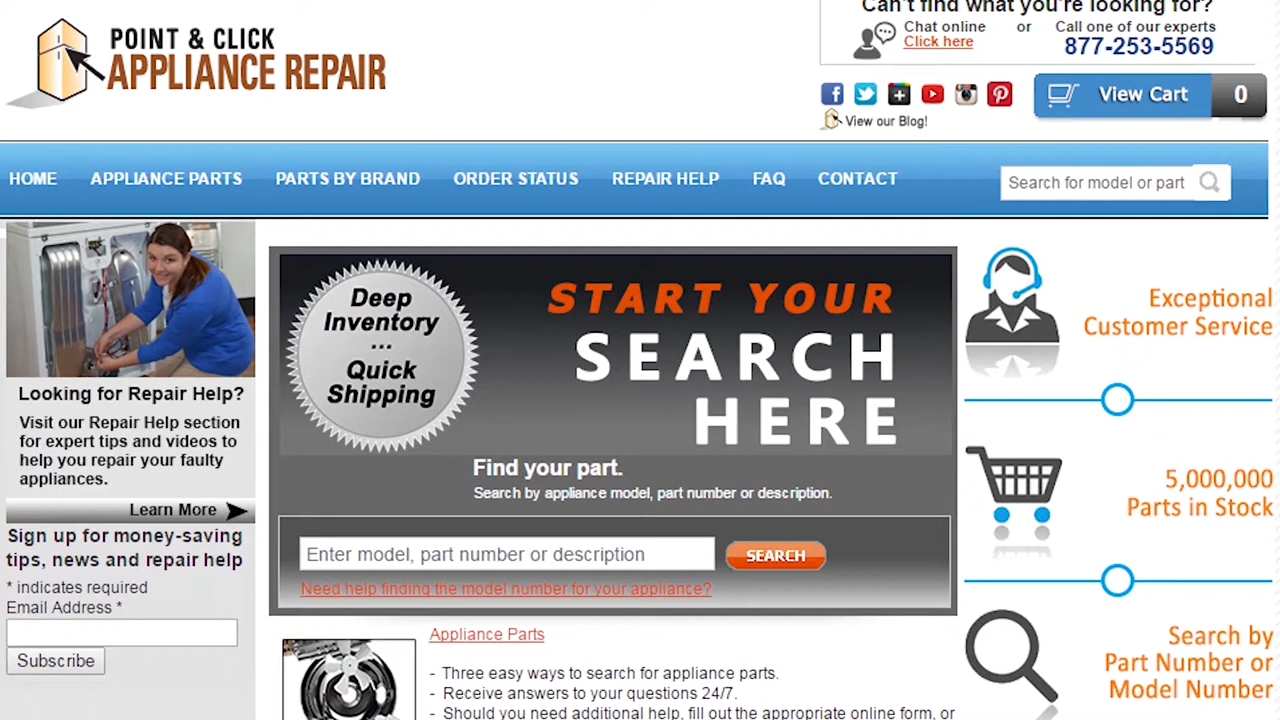 Can't find what you're looking for?
Chat online or Call one of our experts
Click here 877-253-5569
POINT & CLICK
APPLIANCE REPAIR
View Cart 0
View our Blog!
HOME APPLIANCE PARTS PARTS BY BRAND ORDER STATUS REPAIR HELP FAQ CONTACT
Search for model or part
Deep
Inventory
...
Quick
Shipping
START YOUR
SEARCH
HERE
Find your part.
Search by appliance model, part number or description.
Enter model, part number or description
SEARCH
Need help finding the model number for your appliance?
Looking for Repair Help?
Visit our Repair Help section
for expert tips and videos to
help you repair your faulty
appliances.
Learn More
Sign up for money-saving
tips, news and repair help
* indicates required
Email Address *
Subscribe
Appliance Parts
- Three easy ways to search for appliance parts.
- Receive answers to your questions 24/7.
- Should you need additional help, fill out the appropriate online form, or
Exceptional
Customer Service
5,000,000
Parts in Stock
Search by
Part Number or
Model Number